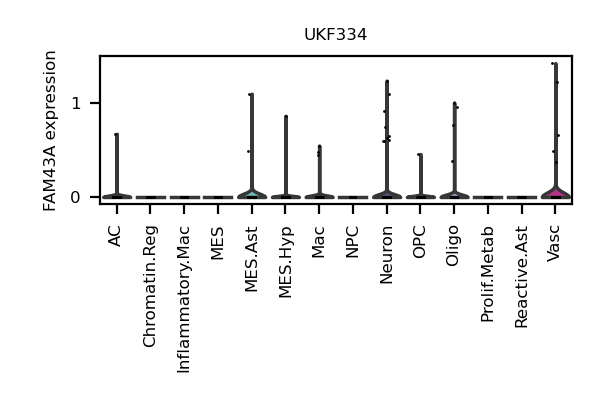 UKF334
FAM43A expression
1
0
AC
Chromatin.Reg
Inflammatory.Mac
MES
MES.Ast
MES.Hyp
Mac
NPC
Neuron
OPC
Oligo
Prolif.Metab
Reactive.Ast
Vasc